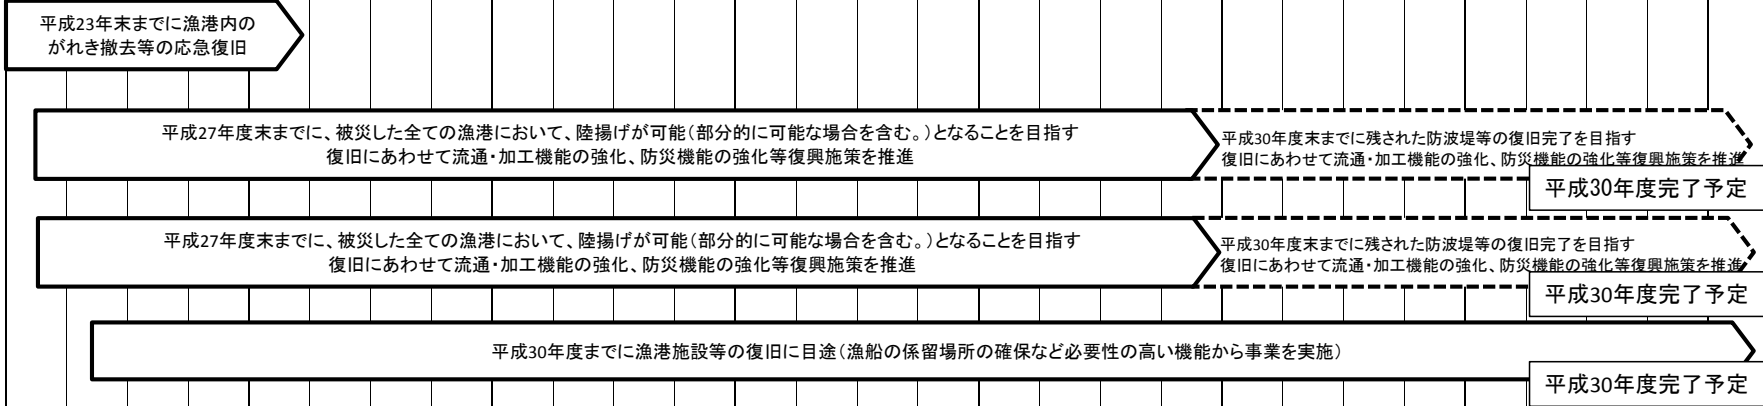 平成23年末までに漁港内の
がれき撤去等の応急復旧
平成27年度末までに、被災した全ての漁港において、陸揚げが可能(部分的に可能な場合を含む。)となることを目指す
復旧にあわせて流通・加工機能の強化、防災機能の強化等復興施策を推進
平成30年度末までに残された防波堤等の復旧完了を目指す
復旧にあわせて流通・加工機能の強化、防災機能の強化等復興施策を推進
平成30年度完了予定
平成27年度末までに、被災した全ての漁港において、陸揚げが可能(部分的に可能な場合を含む。)となることを目指す
復旧にあわせて流通・加工機能の強化、防災機能の強化等復興施策を推進
平成30年度末までに残された防波堤等の復旧完了を目指す
復旧にあわせて流通・加工機能の強化、防災機能の強化等復興施策を推進
平成30年度完了予定
平成30年度までに漁港施設等の復旧に目途(漁船の係留場所の確保など必要性の高い機能から事業を実施)
平成30年度完了予定